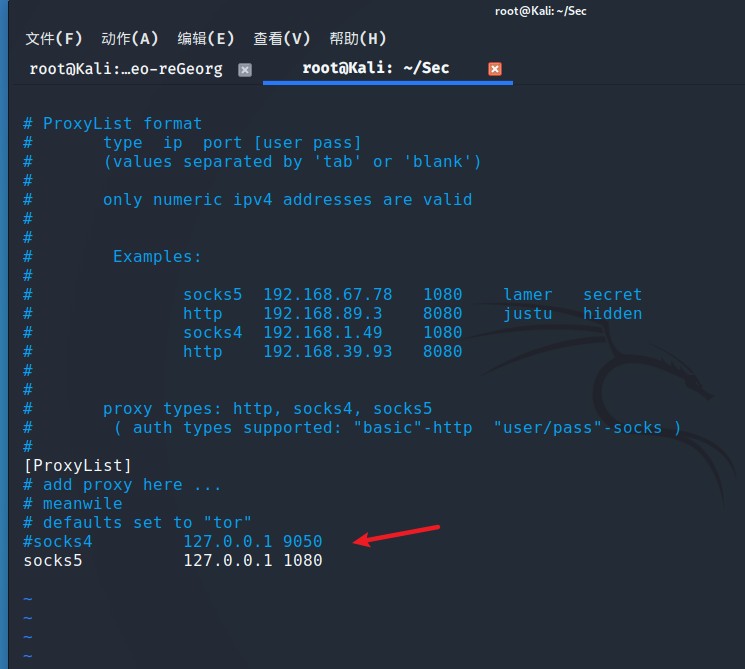 root@Kali: ~/Sec
文件(F) 动作(A) 编辑(E) 查看(V) 帮助(H)
root@Kali:…eo-reGeorg root@Kali: ~/Sec
# ProxyList format
#       type  ip  port [user pass]
#       (values separated by 'tab' or 'blank')
#
#       only numeric ipv4 addresses are valid
#
#
#        Examples:
#
#               socks5  192.168.67.78   1080    lamer   secret
#               http    192.168.89.3    8080    justu   hidden
#               socks4  192.168.1.49    1080
#               http    192.168.39.93   8080
#
#
#       proxy types: http, socks4, socks5
#        ( auth types supported: "basic"-http  "user/pass"-socks )
#
[ProxyList]
# add proxy here ...
# meanwile
# defaults set to "tor"
#socks4         127.0.0.1 9050
socks5          127.0.0.1 1080
~
~
~
~